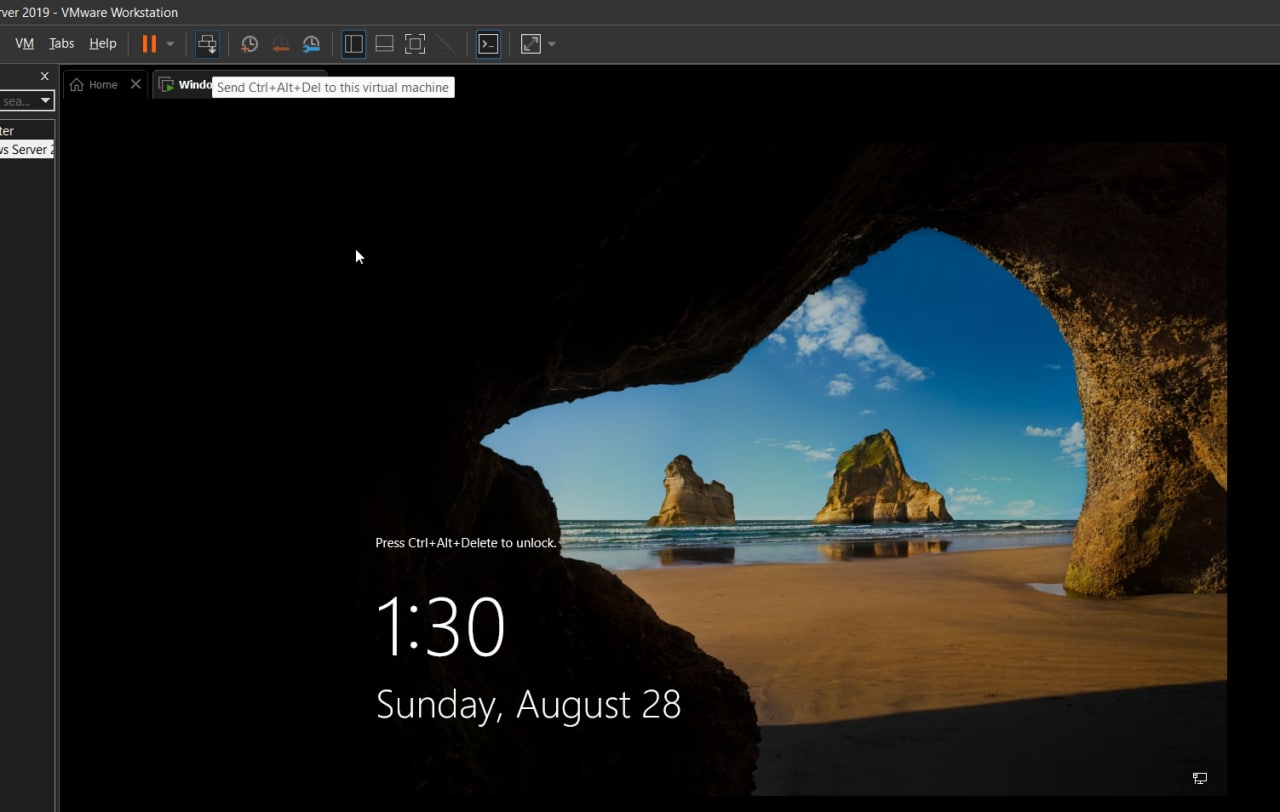 rver 2019 - VMware Workstation
VM Tabs Help
Home
Windo
Send Ctrl+Alt+Del to this virtual machine
sea...
ter
ws Server 2
Press Ctrl+Alt+Delete to unlock.
1:30
Sunday, August 28